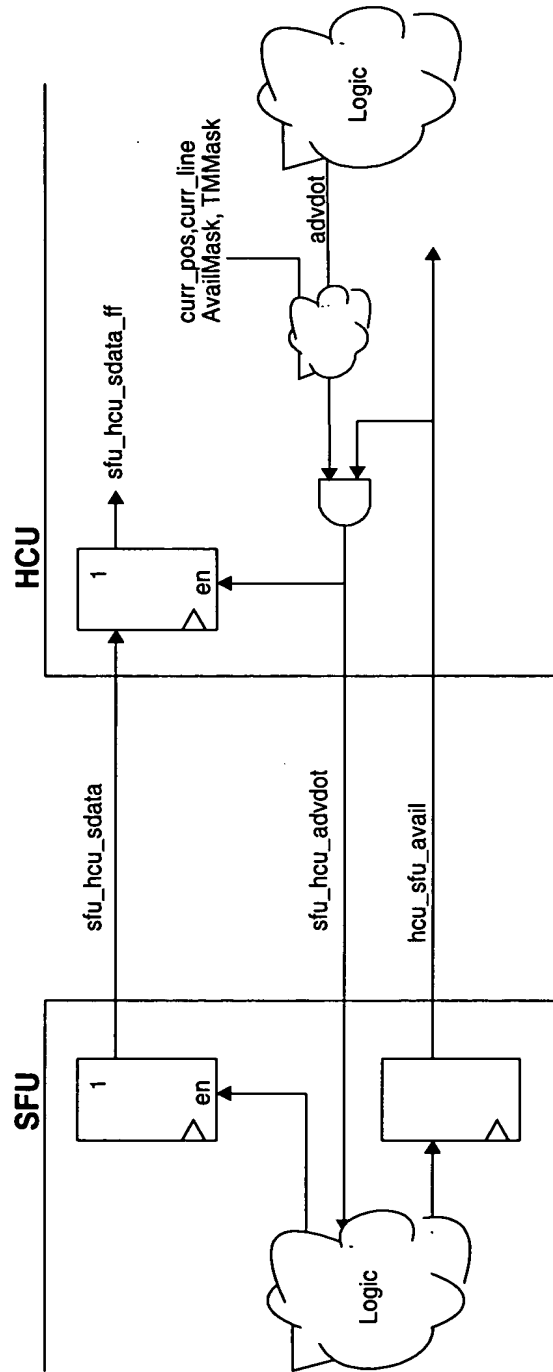 SFU
HCU
1
en
sfu_hcu_sdata
1
en
sfu_hcu_sdata_ff
curr_pos,curr_line
AvailMask, TMMask
Logic
sfu_hcu_advdot
advdot
Logic
hcu_sfu_avail